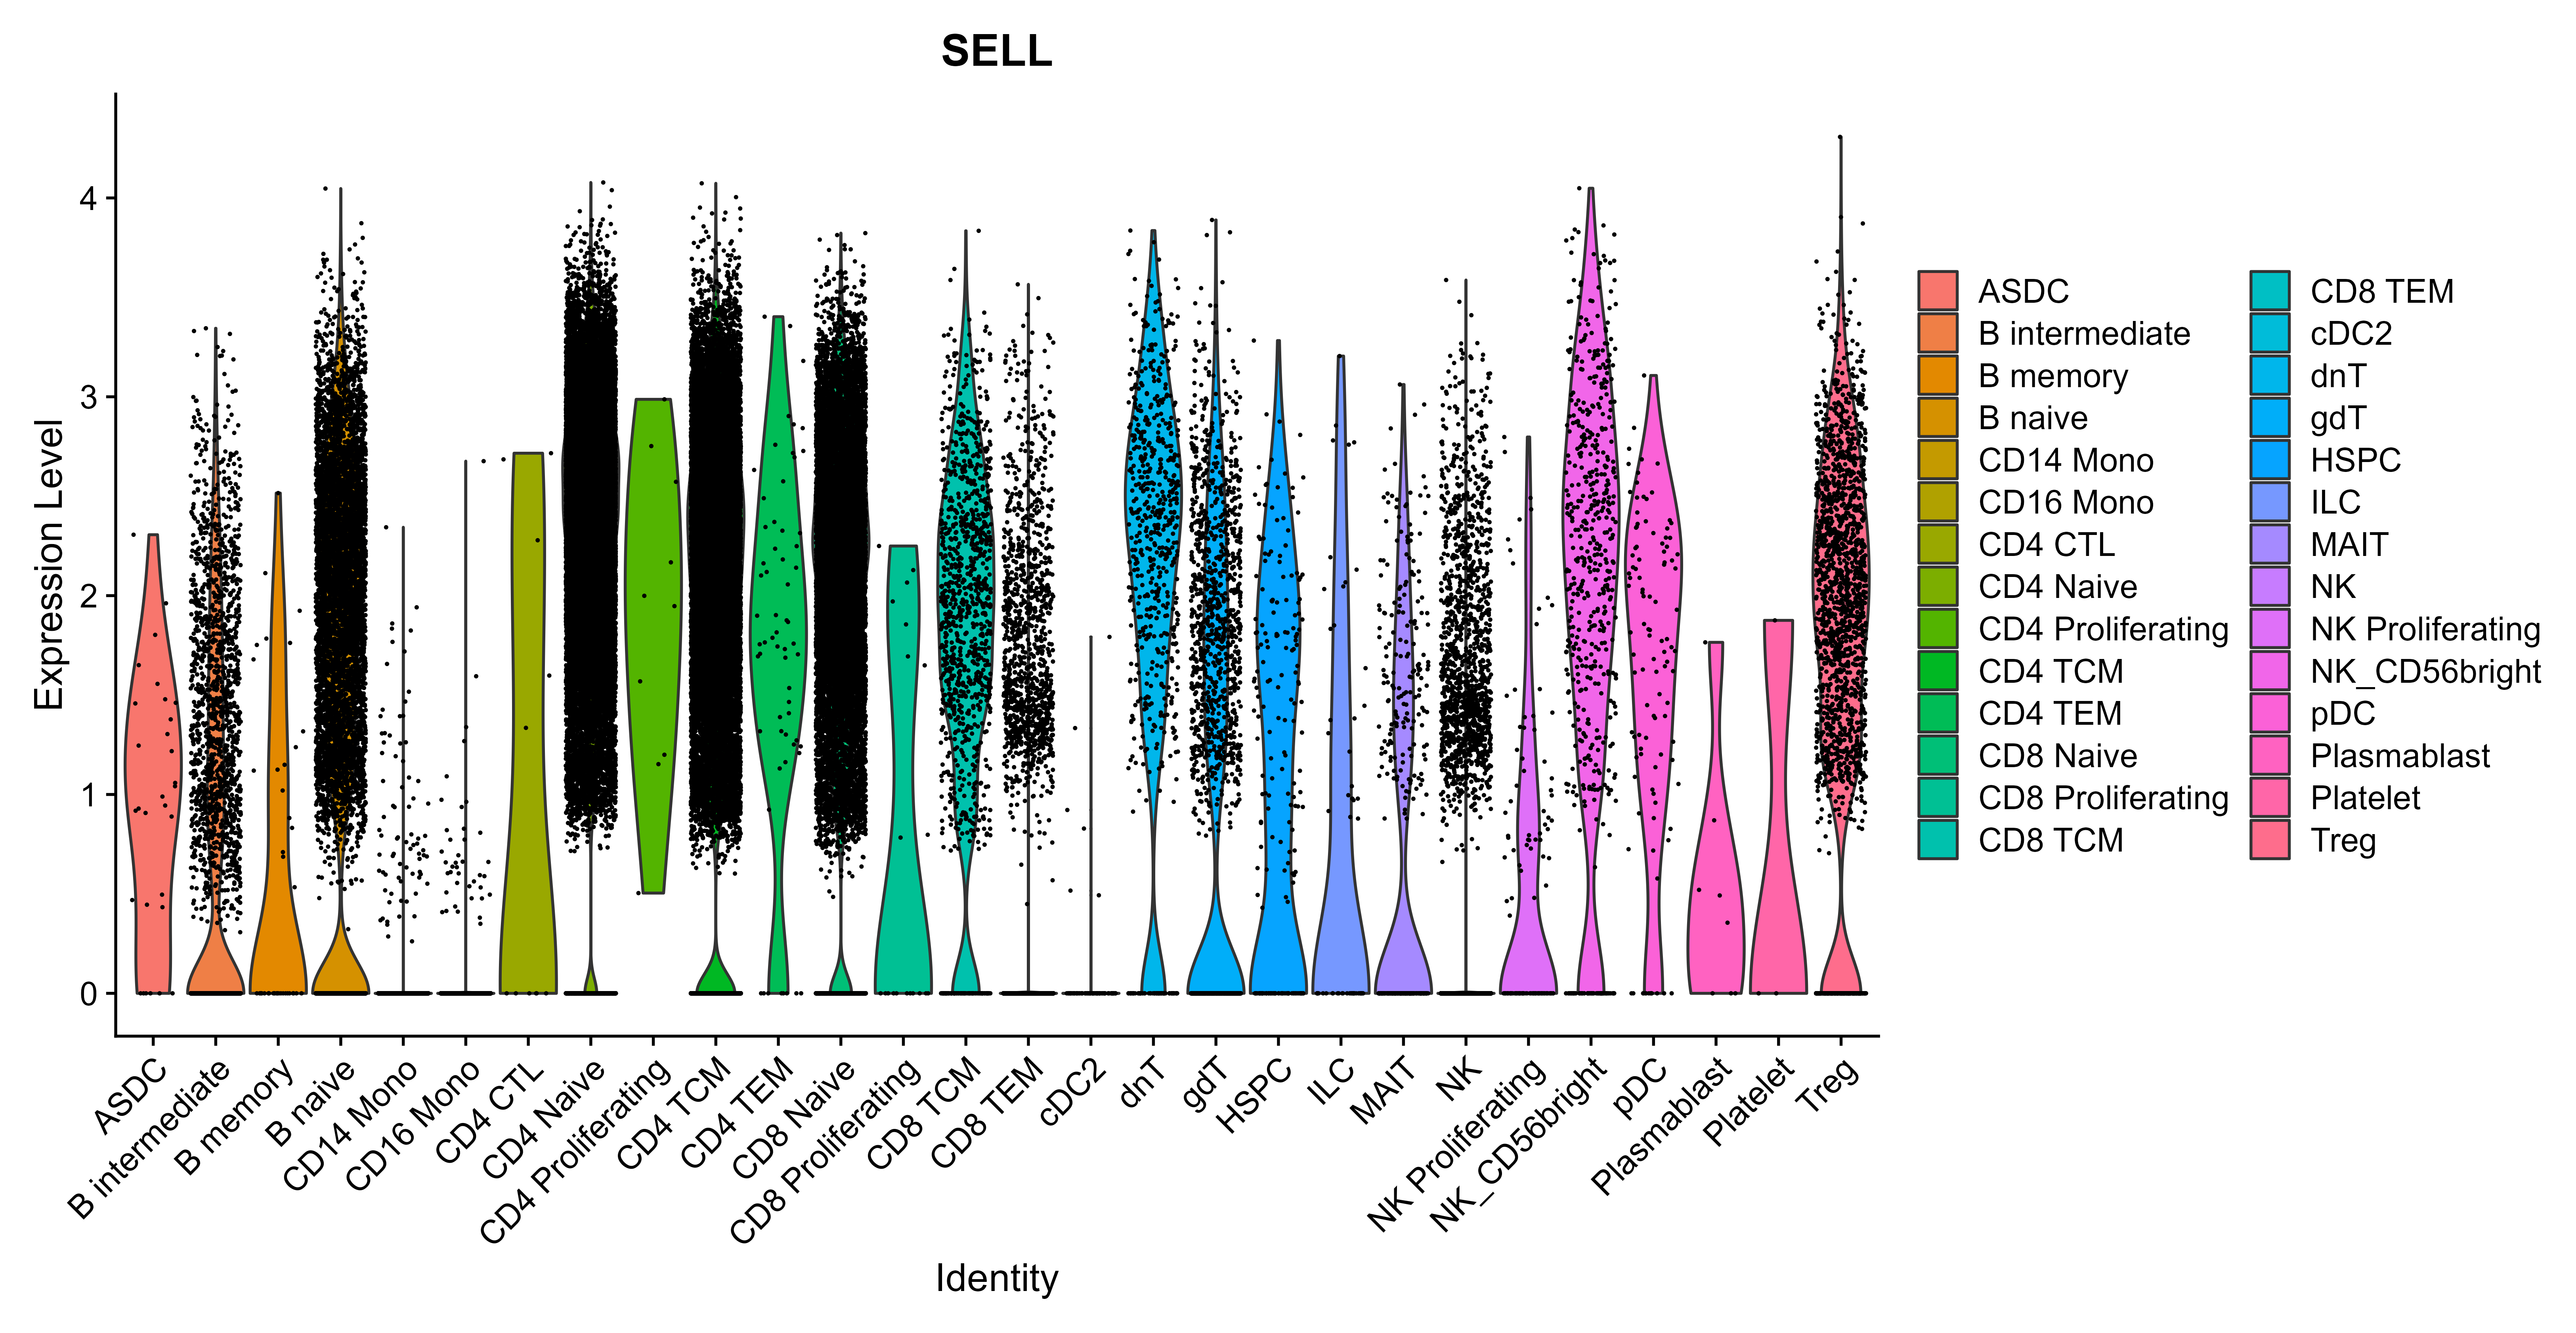 SELL
Expression Level
4
3
2
1
0
ASDC
B intermediate
B memory
B naive
CD14 Mono
CD16 Mono
CD4 CTL
CD4 Naive
CD4 Proliferating
CD4 TCM
CD4 TEM
CD8 Naive
CD8 Proliferating
CD8 TCM
CD8 TEM
cDC2
dnT
gdT
HSPC
ILC
MAIT
NK
NK Proliferating
NK_CD56bright
pDC
Plasmablast
Platelet
Treg
Identity
ASDC
B intermediate
B memory
B naive
CD14 Mono
CD16 Mono
CD4 CTL
CD4 Naive
CD4 Proliferating
CD4 TCM
CD4 TEM
CD8 Naive
CD8 Proliferating
CD8 TCM
CD8 TEM
cDC2
dnT
gdT
HSPC
ILC
MAIT
NK
NK Proliferating
NK_CD56bright
pDC
Plasmablast
Platelet
Treg